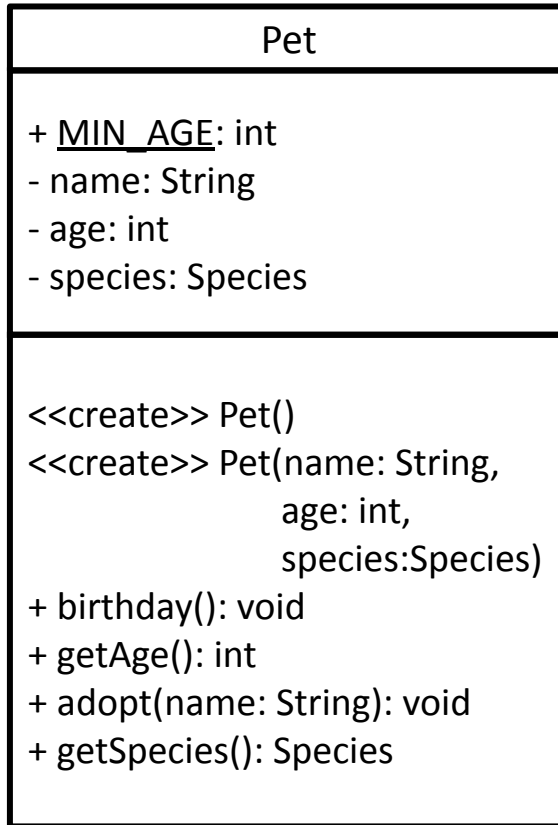 Pet
+ MIN_AGE: int
- name: String
- age: int
- species: Species
<<create>> Pet()
<<create>> Pet(name: String,
age: int,
species:Species)
+ birthday(): void
+ getAge(): int
+ adopt(name: String): void
+ getSpecies(): Species